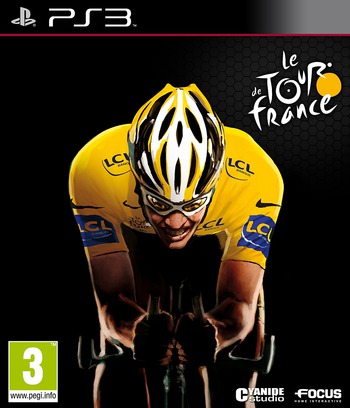 PS3
Le
TOUR
de
france
LCL
LCL
LCL
LCL
3
www.pegi.info
CYANIDE
studio
FOCUS
HOME INTERACTIVE